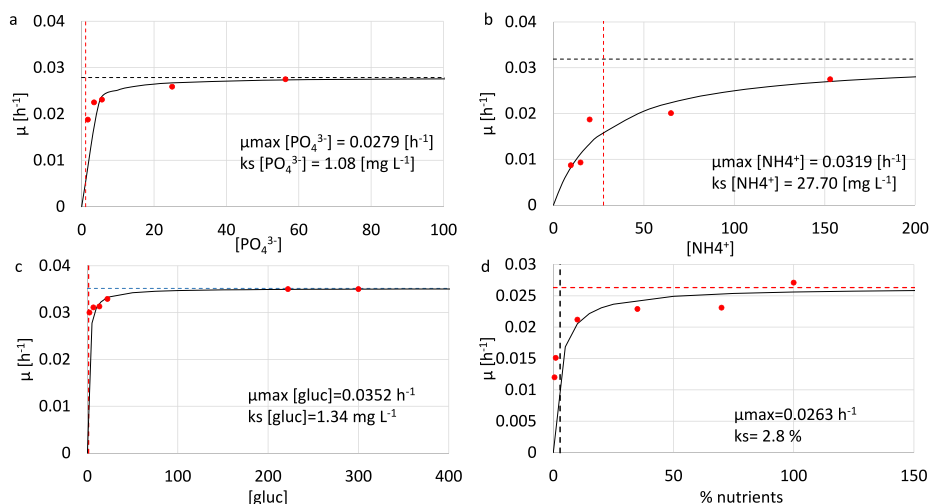 a
0.04
0.03
0.02
0.01
0
μ [h⁻¹]
μmax [PO₄³⁻] = 0.0279 [h⁻¹]
ks [PO₄³⁻] = 1.08 [mg L⁻¹]
0 20 40 60 80 100
[PO₄³⁻]
b
0.04
0.03
0.02
0.01
0
μ [h⁻¹]
μmax [NH4⁺] = 0.0319 [h⁻¹]
ks [NH4⁺] = 27.70 [mg L⁻¹]
0 50 100 150 200
[NH4⁺]
c
0.04
0.03
0.02
0.01
0
μ [h⁻¹]
μmax [gluc]=0.0352 h⁻¹
ks [gluc]=1.34 mg L⁻¹
0 100 200 300 400
[gluc]
d
0.03
0.025
0.02
0.015
0.01
0.005
0
μ [h⁻¹]
μmax=0.0263 h⁻¹
ks= 2.8 %
0 50 100 150
% nutrients